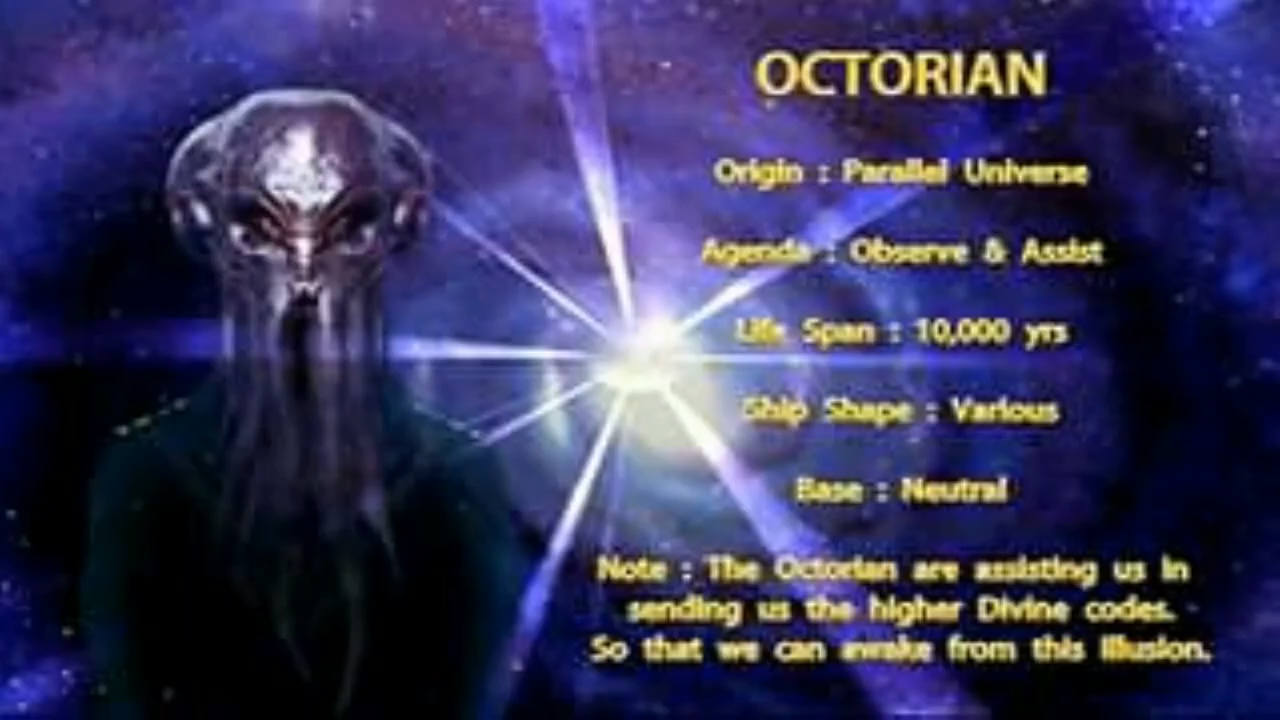 OCTORIAN
Origin : Parallel Universe
Agenda : Observe & Assist
Life Span : 10,000 yrs
Ship Shape : Various
Base : Neutral
Note : The Octorian are assisting us in
sending us the higher Divine codes.
So that we can awake from this illusion.